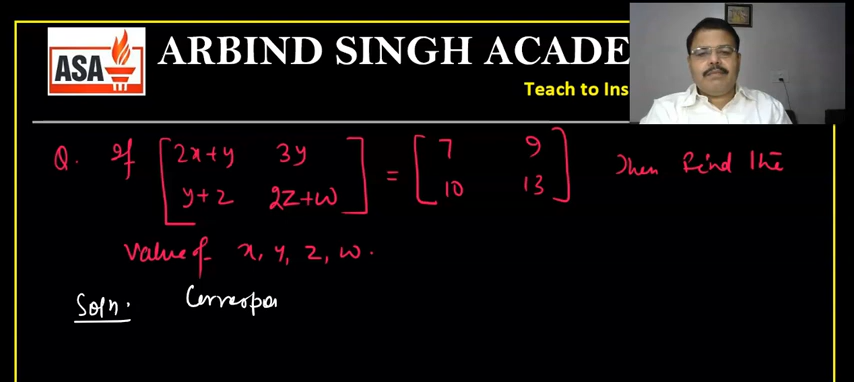 ASA
ARBIND SINGH ACADE
Teach to Ins
Q. If [2x+y 3y] = [7 9] Then Find the
[y+z 2z+w] [10 13]
value of x, y, z, w.
Soln: Correspon